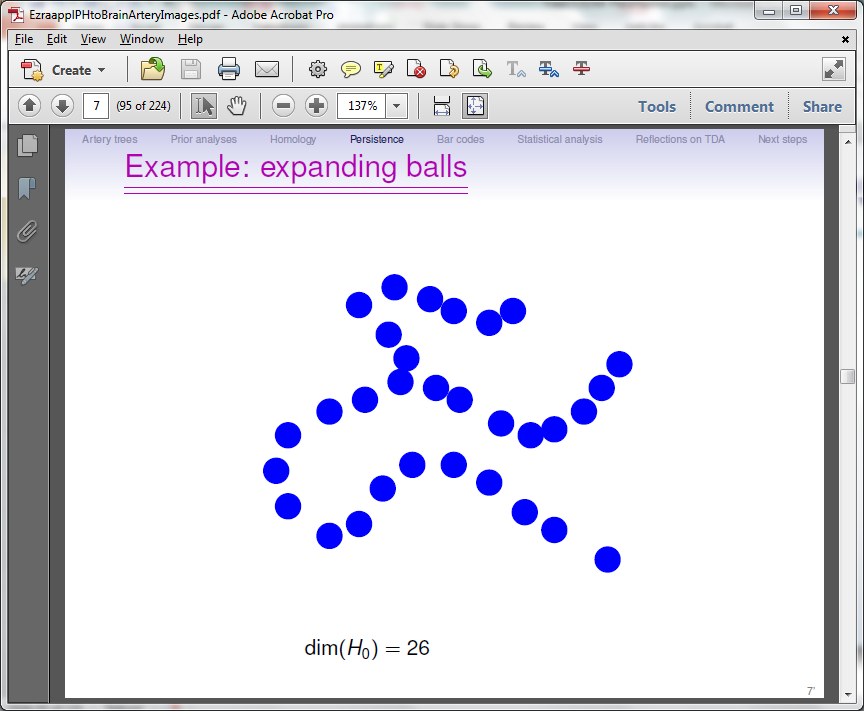 EzraapplPHtoBrainArteryImages.pdf - Adobe Acrobat Pro
File Edit View Window Help
Create
7 (95 of 224) 137% Tools Comment Share
Artery trees Prior analyses Homology Persistence Bar codes Statistical analysis Reflections on TDA Next steps
Example: expanding balls
dim(H₀) = 26
7'